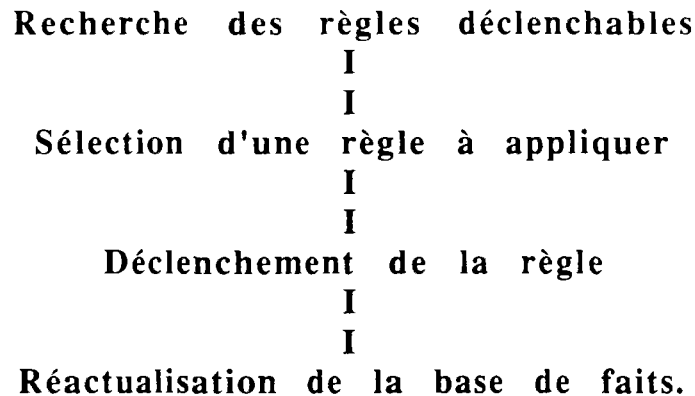 Recherche des règles déclenchables
I
I
Sélection d'une règle à appliquer
I
I
Déclenchement de la règle
I
I
Réactualisation de la base de faits.